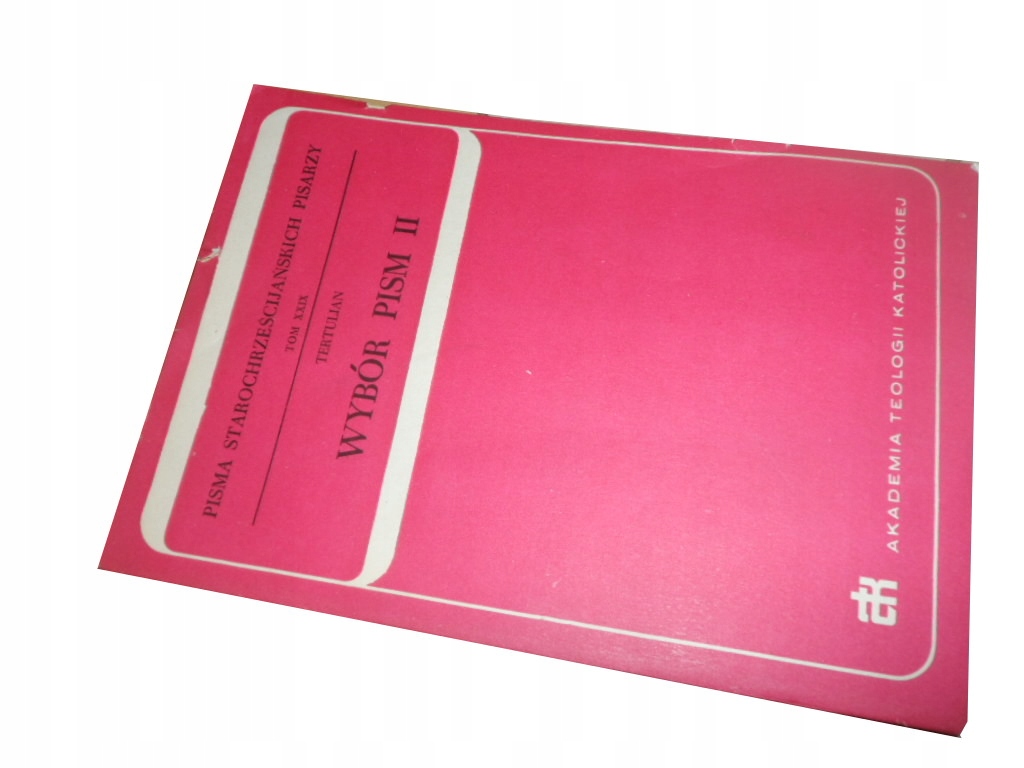 PISMA STAROCHRZEŚCIJAŃSKICH PISARZY
TOM XXIX
TERTULIAN
WYBÓR PISM II
AKADEMIA TEOLOGII KATOLICKIEJ